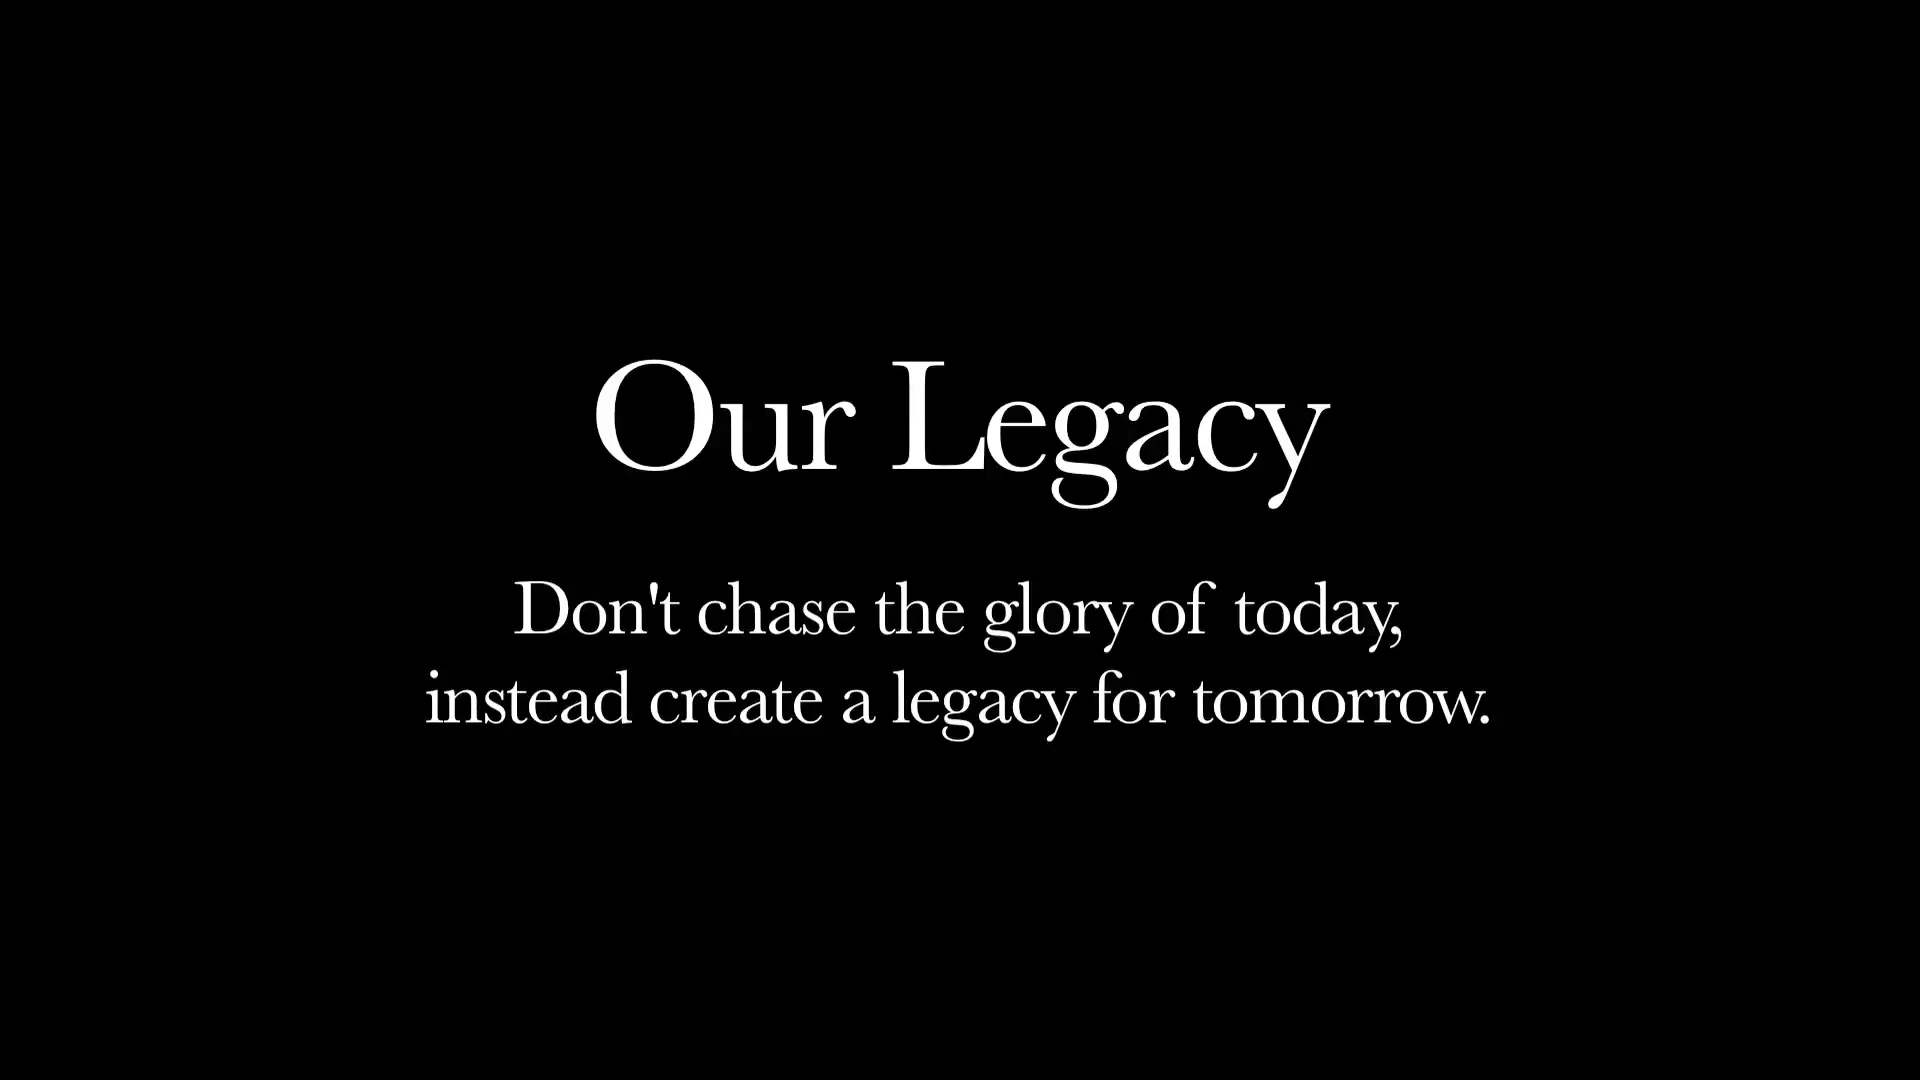 Our Legacy
Don't chase the glory of today,
instead create a legacy for tomorrow.